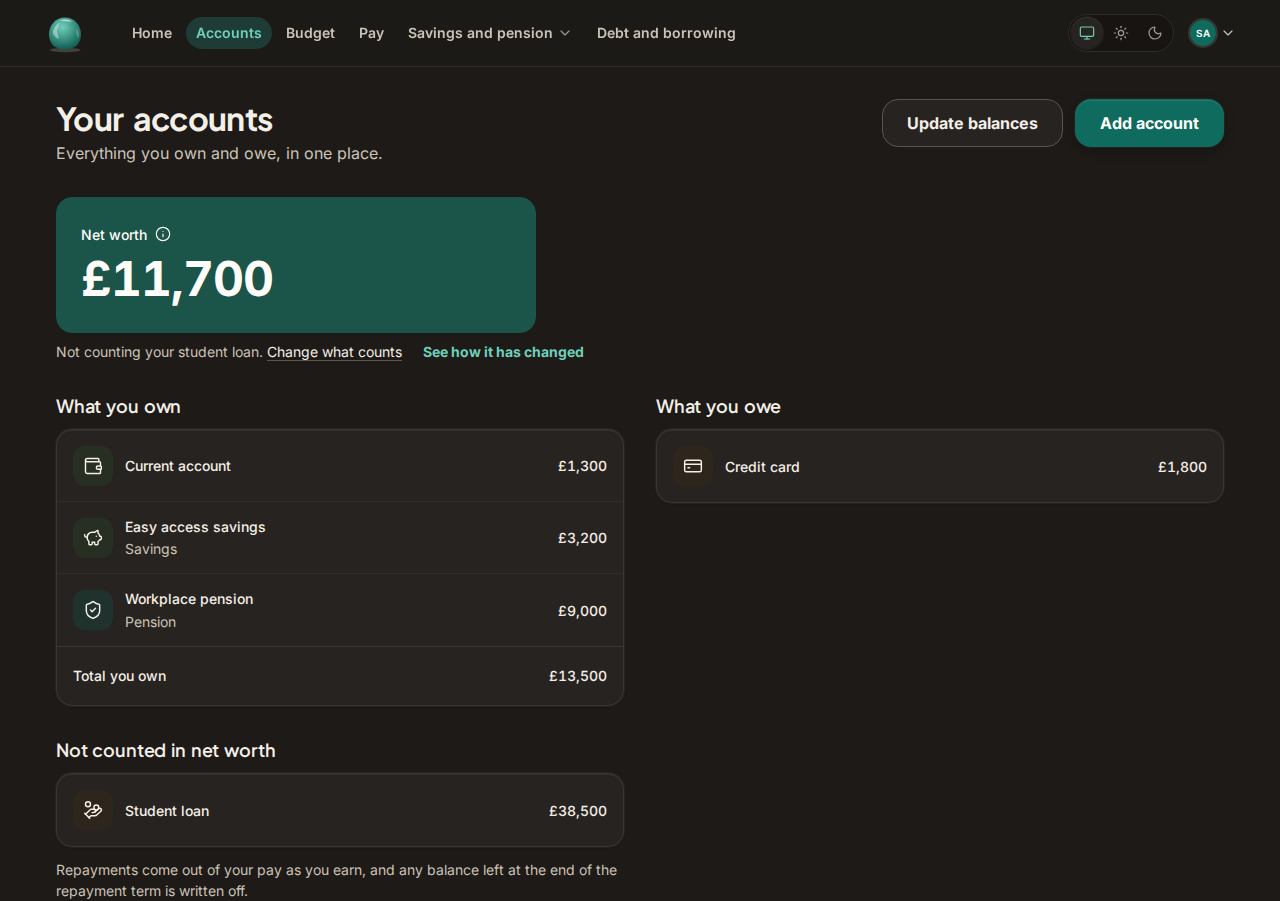 Home Accounts Budget Pay Savings and pension Debt and borrowing SA
Your accounts
Everything you own and owe, in one place.
Update balances Add account
Net worth
£11,700
Not counting your student loan. Change what counts See how it has changed
What you own
Current account £1,300
Easy access savings
Savings
£3,200
Workplace pension
Pension
£9,000
Total you own £13,500
What you owe
Credit card £1,800
Not counted in net worth
Student loan £38,500
Repayments come out of your pay as you earn, and any balance left at the end of the
repayment term is written off.